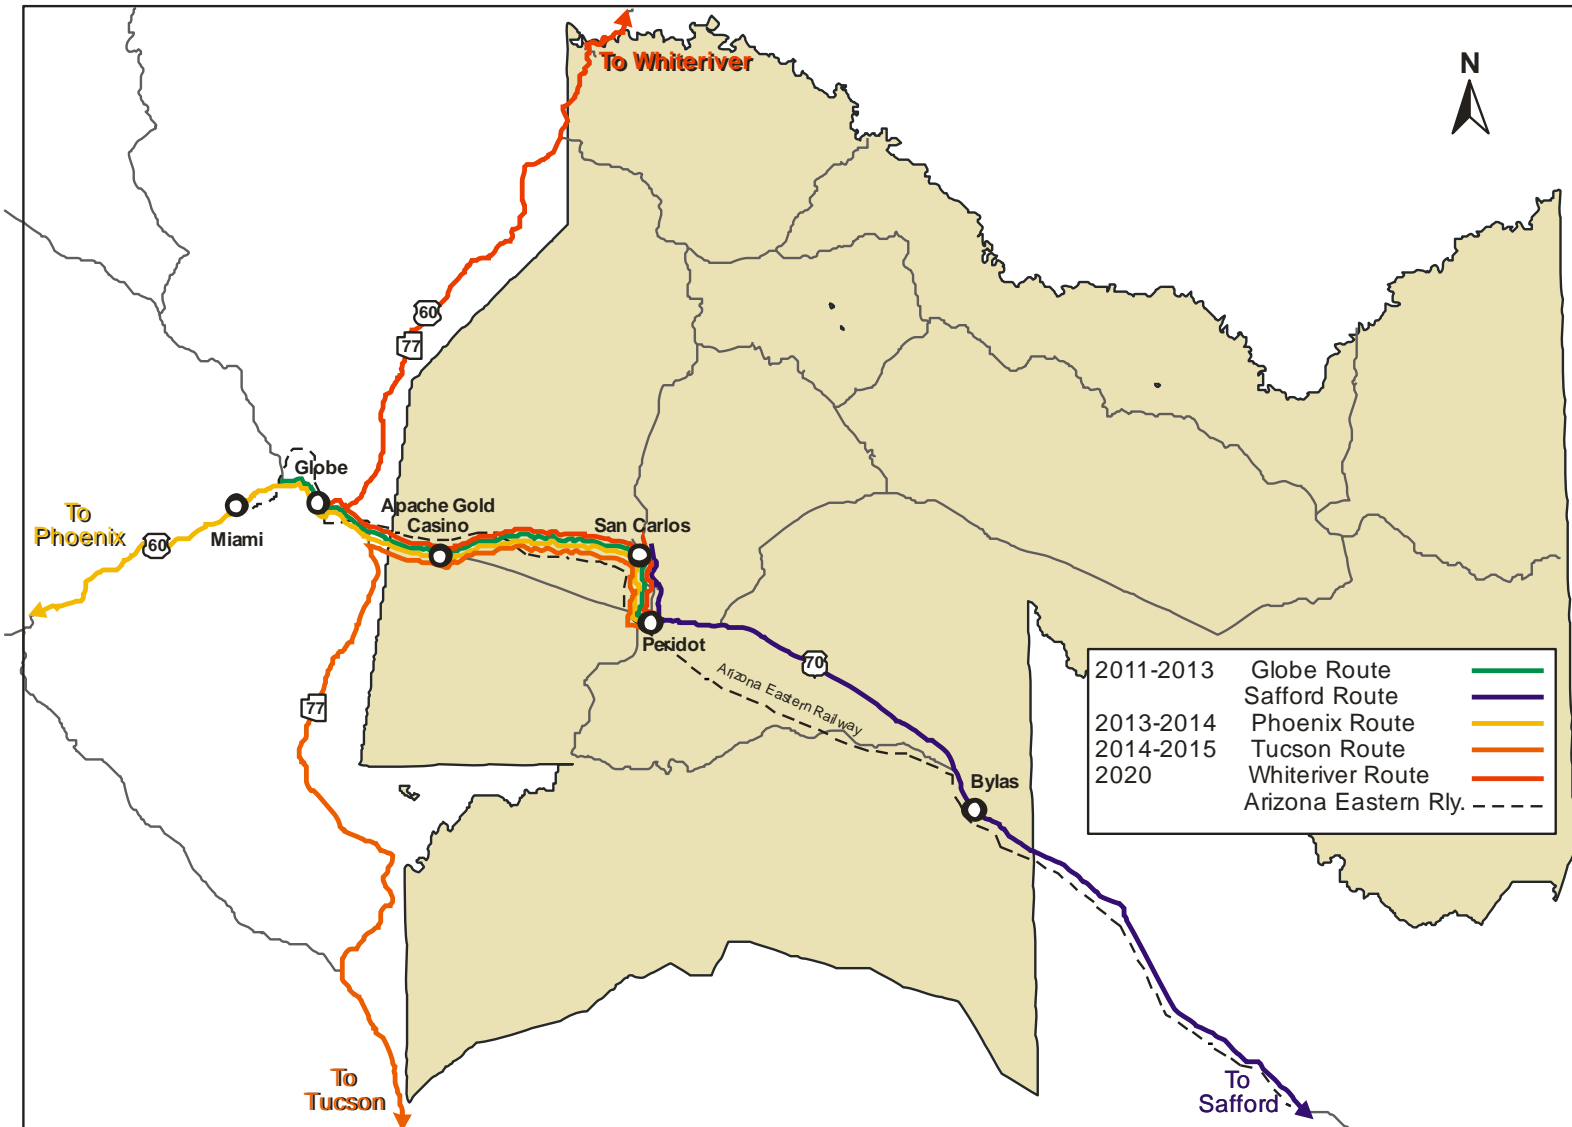 To Whiteriver
N
60
77
Globe
Apache Gold
Casino
San Carlos
To
Phoenix
60
Miami
Peridot
70
Arizona Eastern Railway
77
Bylas
2011-2013 Globe Route
Safford Route
2013-2014 Phoenix Route
2014-2015 Tucson Route
2020 Whiteriver Route
Arizona Eastern Rly.
To
Tucson
To
Safford